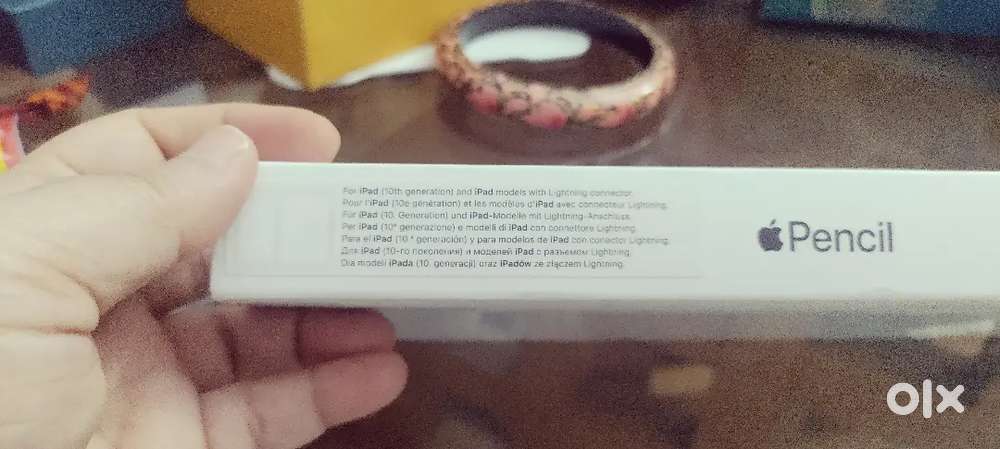 For iPad (10th generation) and iPad models with Lightning connector.
Pour l'iPad (10e génération) et les modèles d'iPad avec connecteur Lightning.
Für iPad (10. Generation) und iPad-Modelle mit Lightning-Anschluss.
Per iPad (10ª generazione) e modelli di iPad con connettore Lightning.
Para el iPad (10.ª generación) y para modelos de iPad con conector Lightning.
Для iPad (10-го поколения) и моделей iPad с разъемом Lightning.
Dla modeli iPada (10. generacji) oraz iPadów ze złączem Lightning.
Pencil
olx